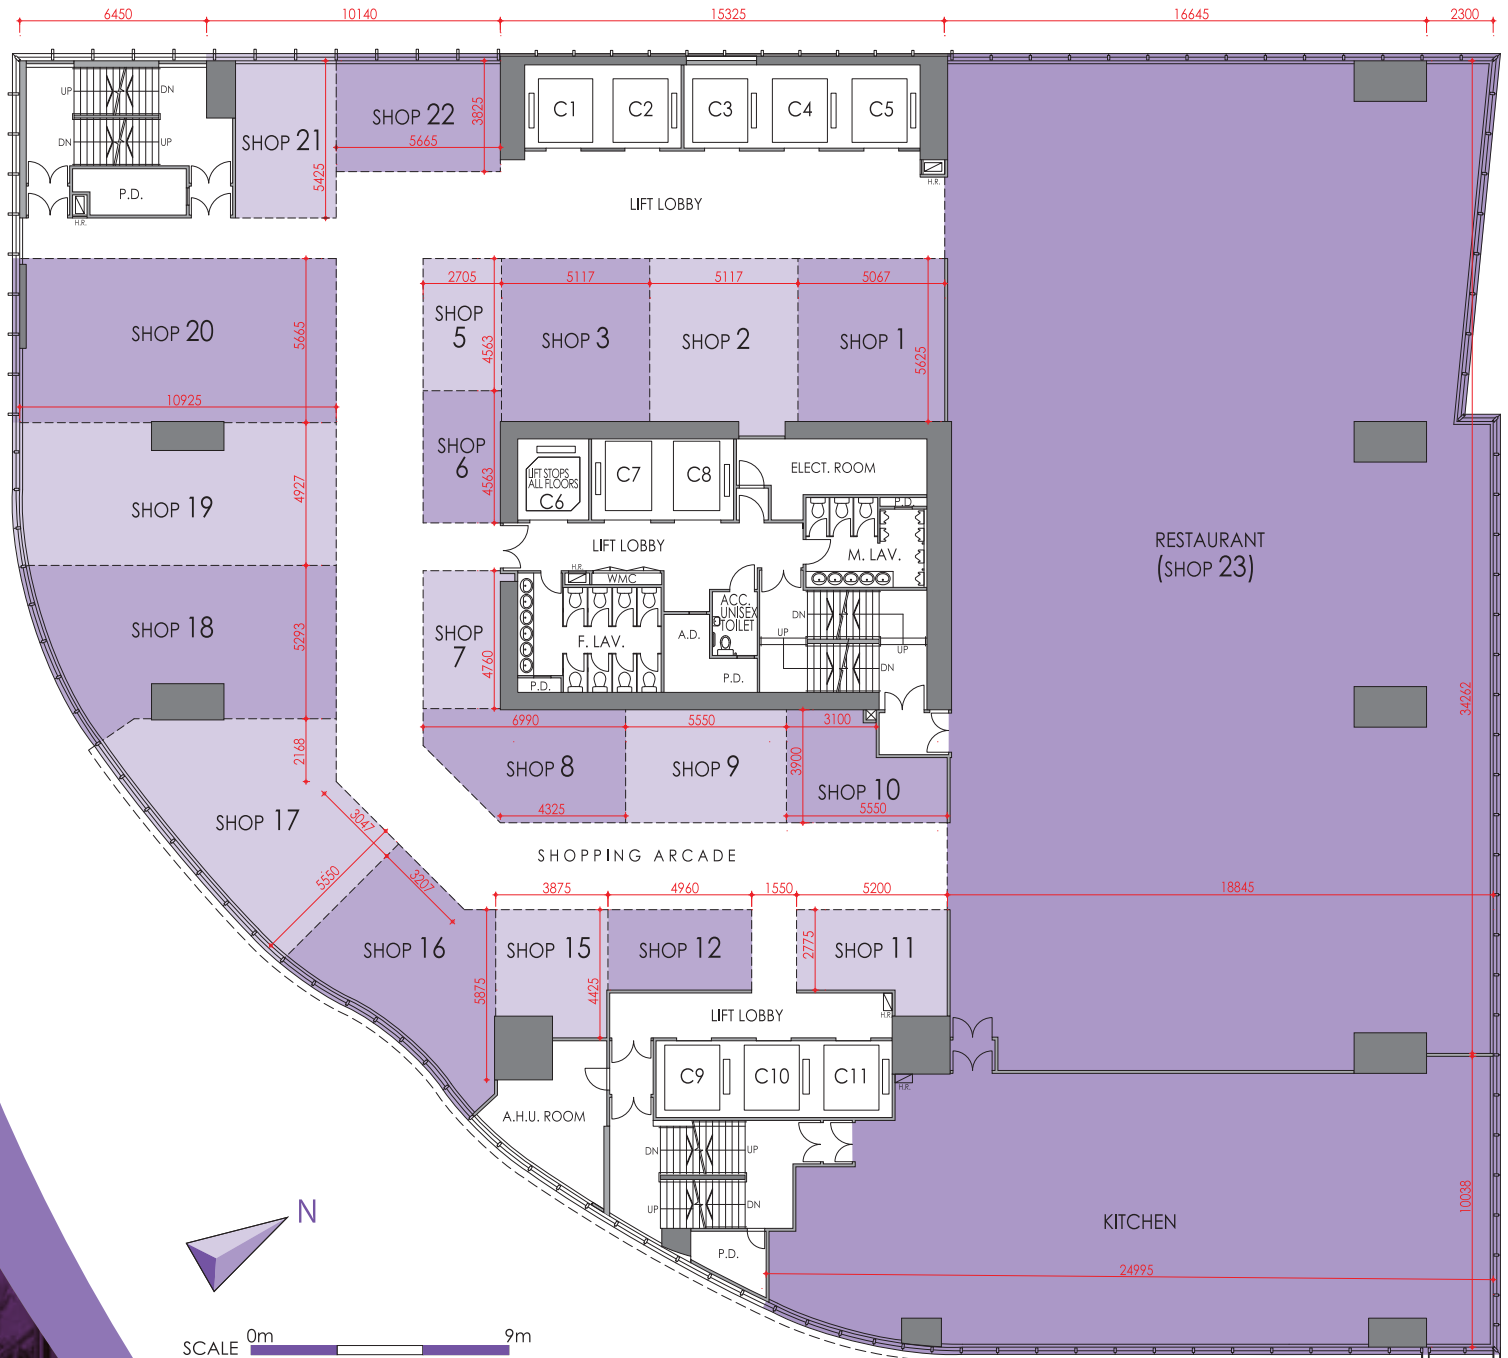 6450 10140 15325 16645 2300
UP DN
DN UP
P.D.
H.R.
SHOP 21
5425
SHOP 22
3825
5665
C1 C2 C3 C4 C5
H.R.
LIFT LOBBY
2705 5117 5117 5067
SHOP 20
5665
10925
SHOP
5
4563
SHOP 3
SHOP 2
SHOP 1
5625
SHOP
6
4563
SHOP 19
4927
LIFT STOPS
ALL FLOORS
C6
C7 C8
ELECT. ROOM
P.D.
M. LAV.
LIFT LOBBY
H.R.
WMC
RESTAURANT
(SHOP 23)
SHOP 18
5293
SHOP
7
4760
F. LAV.
P.D.
A.D.
ACC.
UNISEX
TOILET
P.D.
DN
UP
UP
DN
34262
6990 5550 3100
SHOP 8
4325
SHOP 9
3900
SHOP 10
5550
2168
SHOP 17
3047
5550
3207
SHOPPING ARCADE
3875 4960 1550 5200 18845
SHOP 16
5875
SHOP 15
4425
SHOP 12
2775
SHOP 11
LIFT LOBBY
H.R.
C9 C10 C11
H.R.
A.H.U. ROOM
DN UP
UP DN
P.D.
KITCHEN
10038
24995
N
SCALE 0m 9m